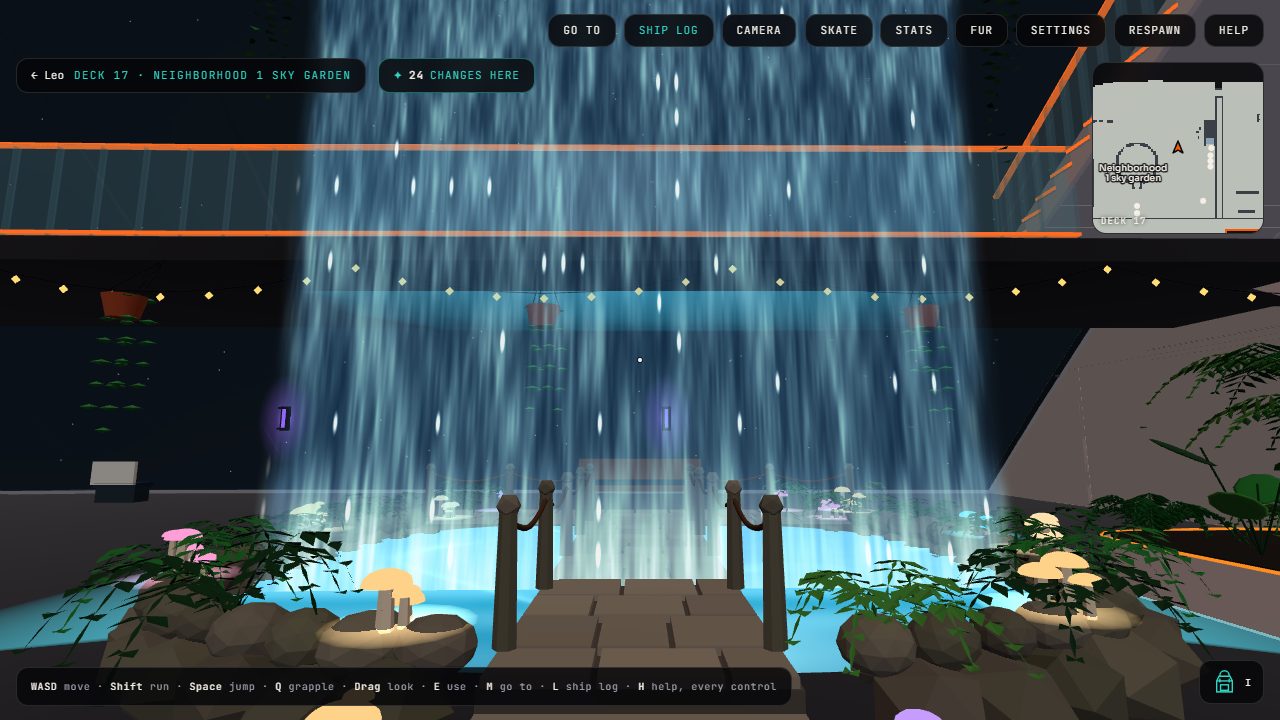 GO TO
SHIP LOG
CAMERA
SKATE
STATS
FUR
SETTINGS
RESPAWN
HELP
← Leo DECK 17 · NEIGHBORHOOD 1 SKY GARDEN
✦ 24 CHANGES HERE
Neighborhood
1 sky garden
DECK 17
WASD move · Shift run · Space jump · Q grapple · Drag look · E use · M go to · L ship log · H help, every control
I